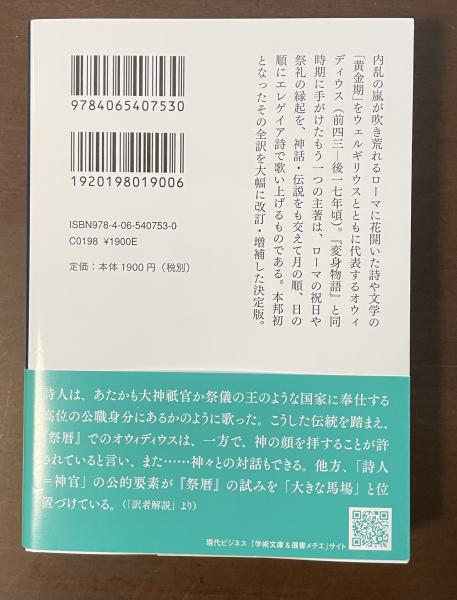 9784065407530
1920198019006
ISBN978-4-06-540753-0
C0198 ¥1900E
定価：本体1900円（税別）
内乱の嵐が吹き荒れるローマに花開いた詩や文学の
「黄金期」をウェルギリウスとともに代表するオウィ
ディウス（前四三―後一七年頃）。『変身物語』と同
時期に手がけたもう一つの主著は、ローマの祝日や
祭礼の縁起を、神話・伝説をも交えて月の順、日の
順にエレゲイア詩で歌い上げるものである。本邦初
となったその全訳を大幅に改訂・増補した決定版。
詩人は、あたかも大神祇官か祭儀の王のような国家に奉仕する
高位の公職身分にあるかのように歌った。こうした伝統を踏まえ、
『祭暦』でのオウィディウスは、一方で、神の顔を拝することが許
されていると言い、また……神々との対話もできる。他方、「詩人
＝神官」の公的要素が『祭暦』の試みを「大きな馬場」と位
置づけている。（「訳者解説」より）
現代ビジネス「学術文庫＆選書メチエ」サイト